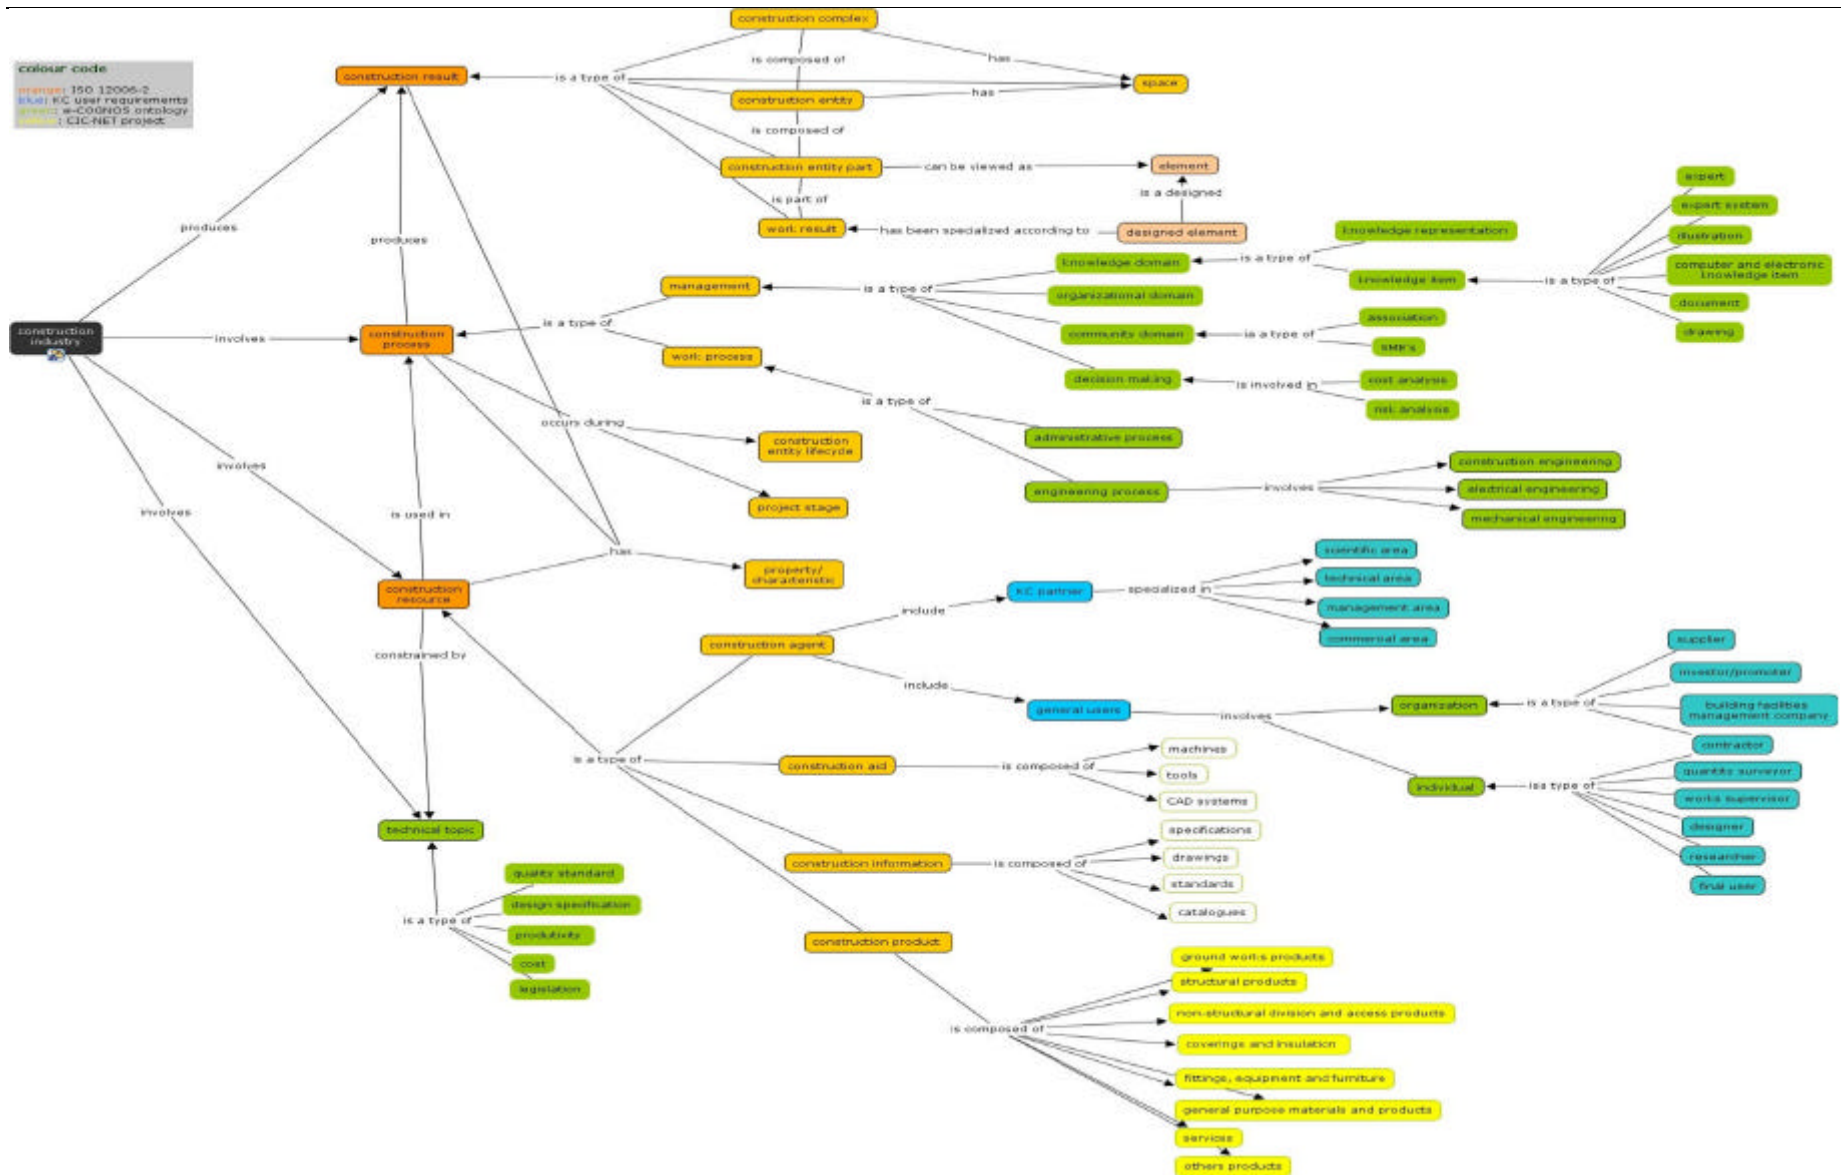 colour code
orange: ISO 12006-2
blue: KC user requirements
green: e-COGNOS ontology
yellow: CIC-NET project
construction complex
is composed of
has
construction result
is a type of
space
construction entity
has
is composed of
construction entity part
can be viewed as
element
is a designed
is part of
work result
has been specialized according to
designed element
produces
produces
expert
expert system
illustration
computer and electronic
knowledge item
document
drawing
is a type of
knowledge representation
knowledge item
is a type of
knowledge domain
organizational domain
community domain
decision making
is a type of
management
is a type of
association
SME's
is a type of
cost analysis
risk analysis
is involved in
construction
industry
involves
construction
process
is a type of
work process
is a type of
administrative process
engineering process
involves
construction engineering
electrical engineering
mechanical engineering
occurs during
construction
entity lifecycle
project stage
involves
involves
is used in
has
property/
characteristic
construction
resource
constrained by
construction agent
include
KC partner
specialized in
scientific area
technical area
management area
commercial area
include
general users
involves
organization
is a type of
supplier
investor/promoter
building facilities
management company
contractor
individual
isa type of
quantity surveyor
works supervisor
designer
researcher
final user
is a type of
construction aid
is composed of
machines
tools
CAD systems
construction information
is composed of
specifications
drawings
standards
catalogues
technical topic
is a type of
quality standard
design specification
produtivity
cost
legislation
construction product
is composed of
ground works products
structural products
non-structural division and access products
coverings and insulation
fittings, equipment and furniture
general purpose materials and products
services
others products